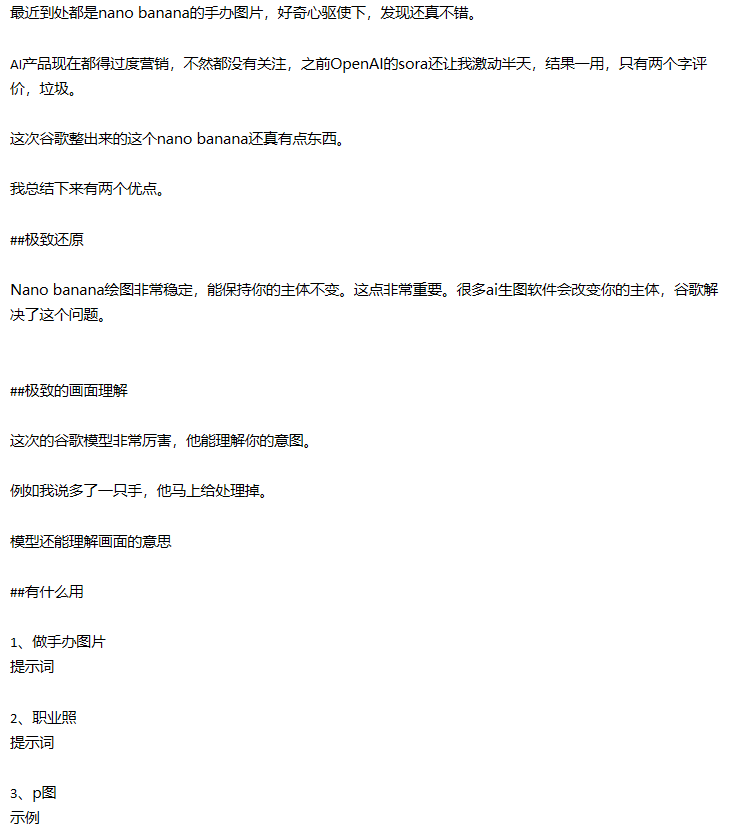 最近到处都是nano banana的手办图片，好奇心驱使下，发现还真不错。
AI产品现在都得过度营销，不然都没有关注，之前OpenAI的sora还让我激动半天，结果一用，只有两个字评
价，垃圾。
这次谷歌整出来的这个nano banana还真有点东西。
我总结下来有两个优点。
##极致还原
Nano banana绘图非常稳定，能保持你的主体不变。这点非常重要。很多ai生图软件会改变你的主体，谷歌解
决了这个问题。
##极致的画面理解
这次的谷歌模型非常厉害，他能理解你的意图。
例如我说多了一只手，他马上给处理掉。
模型还能理解画面的意思
##有什么用
1、做手办图片
提示词
2、职业照
提示词
3、p图
示例